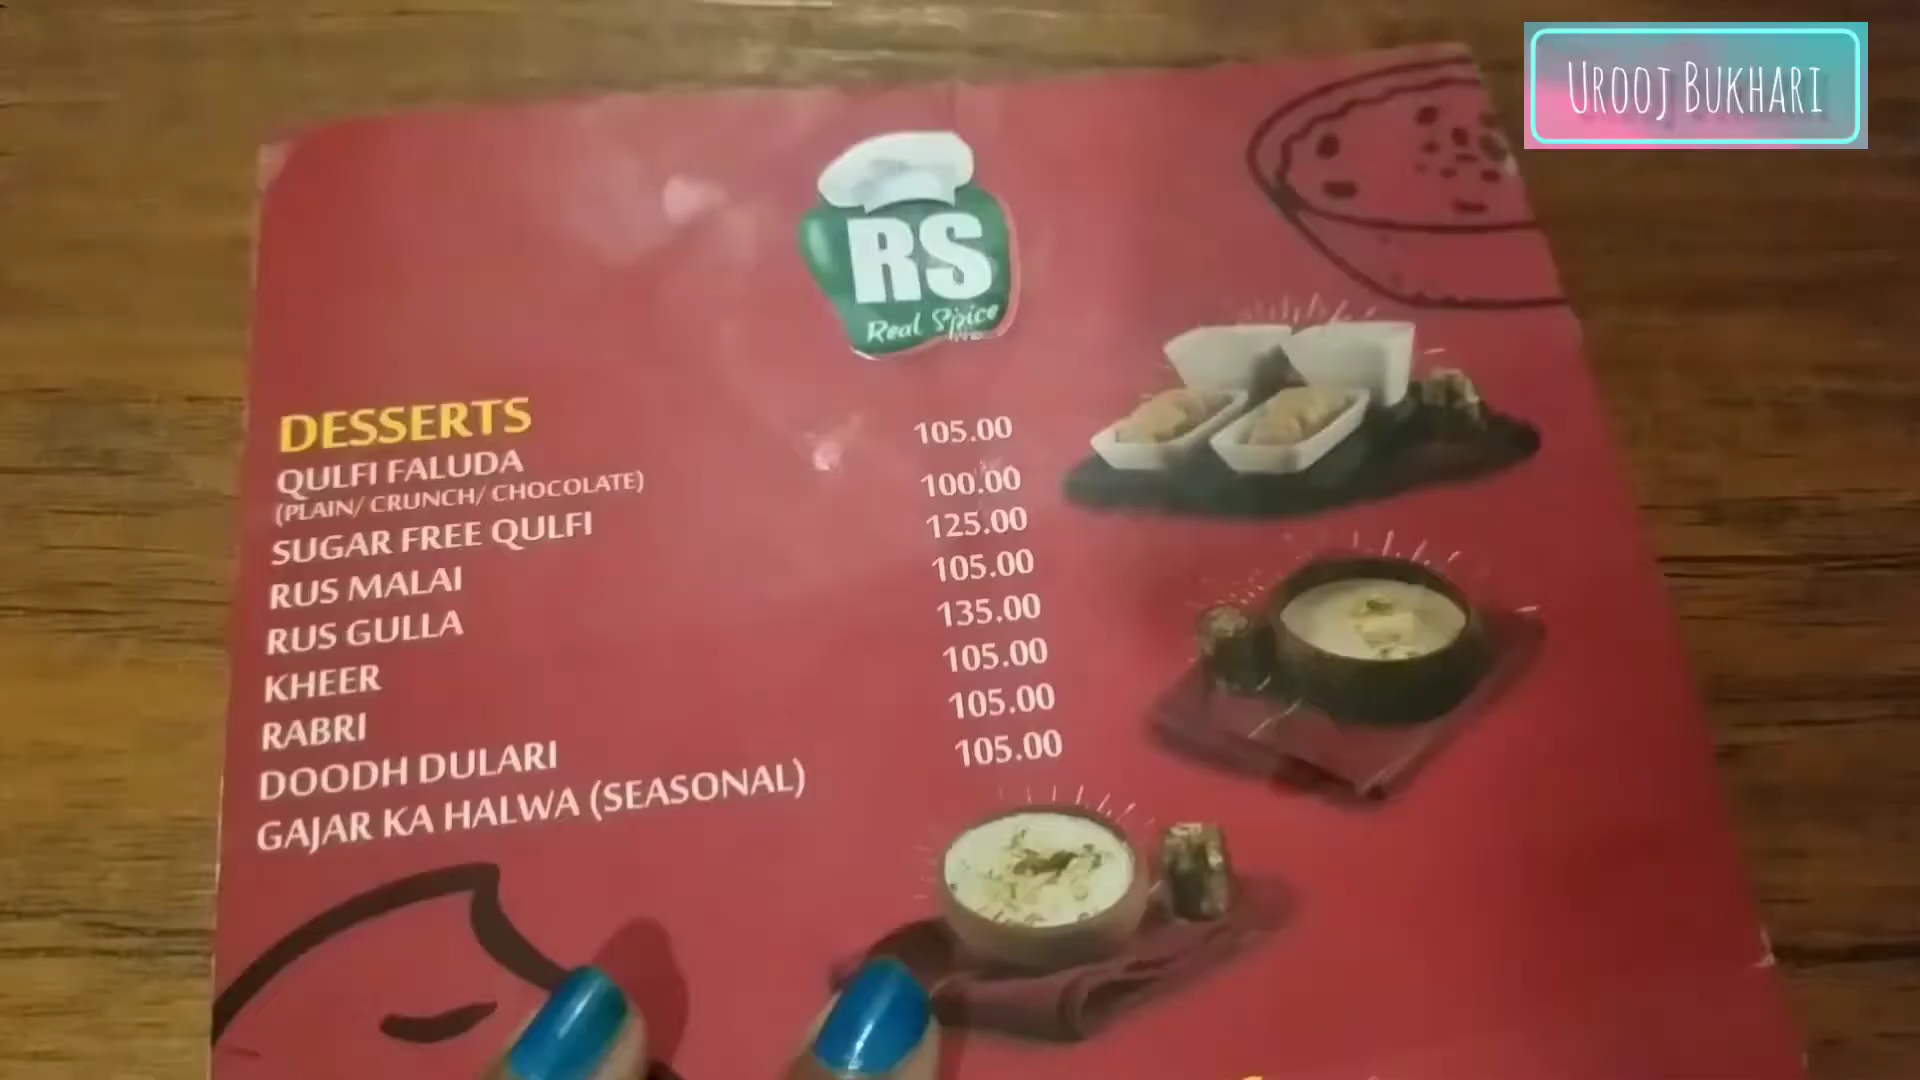 UROOJ BUKHARI
RS
Real Spice
DESSERTS
QULFI FALUDA 105.00
(PLAIN/ CRUNCH/ CHOCOLATE)
SUGAR FREE QULFI 100.00
RUS MALAI 125.00
RUS GULLA 105.00
KHEER 135.00
RABRI 105.00
DOODH DULARI 105.00
GAJAR KA HALWA (SEASONAL) 105.00